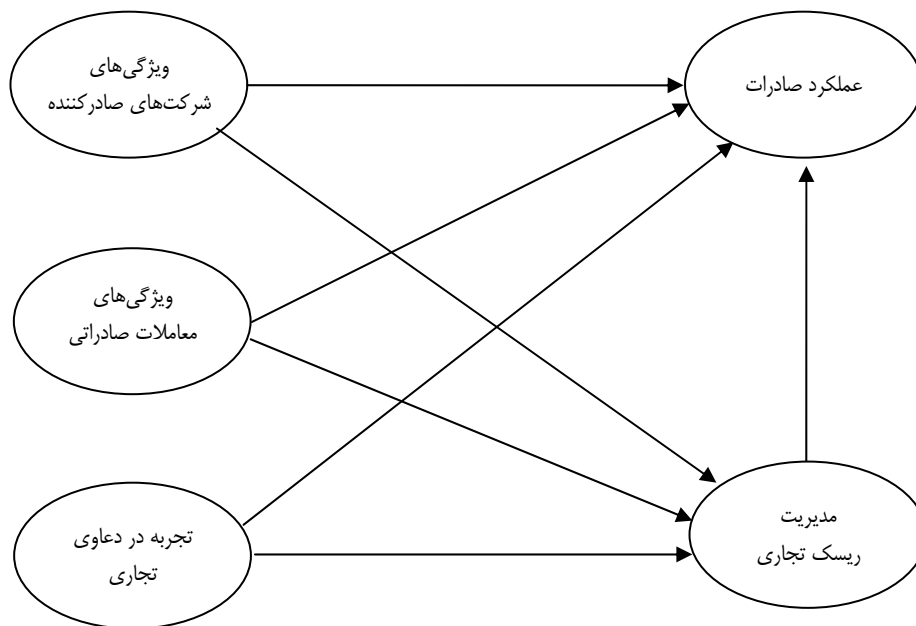 ویژگی‌های
شرکت‌های صادرکننده
عملکرد صادرات
ویژگی‌های
معاملات صادراتی
تجربه در دعاوی
تجاری
مدیریت
ریسک تجاری